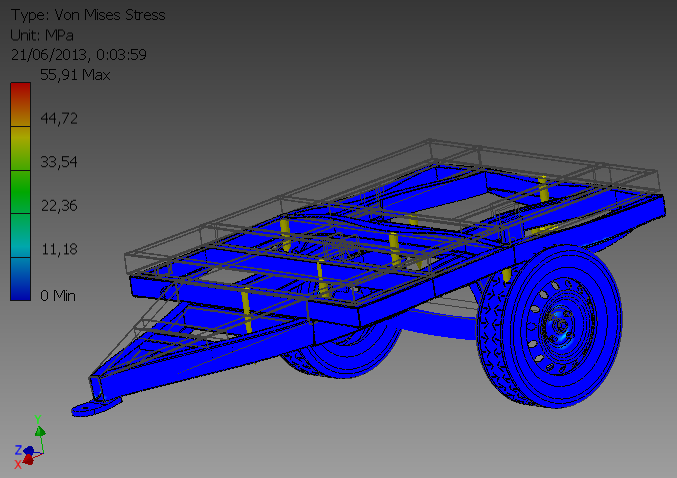 Type: Von Mises Stress
Unit: MPa
21/06/2013, 0:03:59
55,91 Max
44,72
33,54
22,36
11,18
0 Min
Y
Z
X